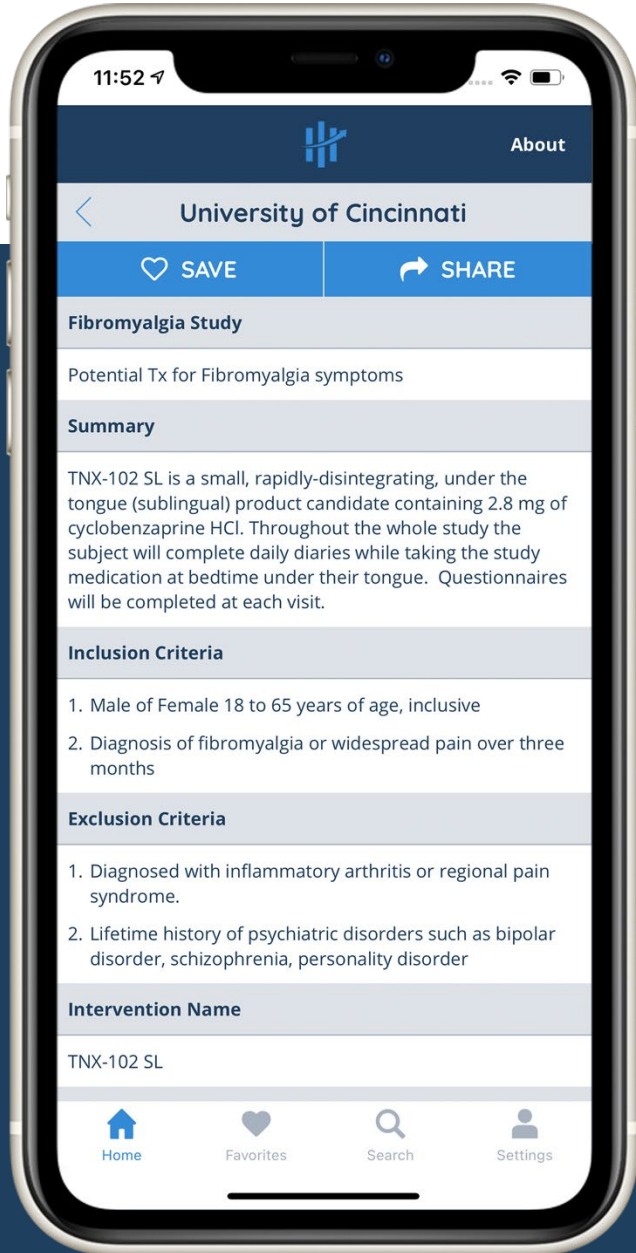 11:52
About
University of Cincinnati
SAVE
SHARE
Fibromyalgia Study
Potential Tx for Fibromyalgia symptoms
Summary
TNX-102 SL is a small, rapidly-disintegrating, under the
tongue (sublingual) product candidate containing 2.8 mg of
cyclobenzaprine HCl. Throughout the whole study the
subject will complete daily diaries while taking the study
medication at bedtime under their tongue. Questionnaires
will be completed at each visit.
Inclusion Criteria
1. Male of Female 18 to 65 years of age, inclusive
2. Diagnosis of fibromyalgia or widespread pain over three
months
Exclusion Criteria
1. Diagnosed with inflammatory arthritis or regional pain
syndrome.
2. Lifetime history of psychiatric disorders such as bipolar
disorder, schizophrenia, personality disorder
Intervention Name
TNX-102 SL
Home
Favorites
Search
Settings